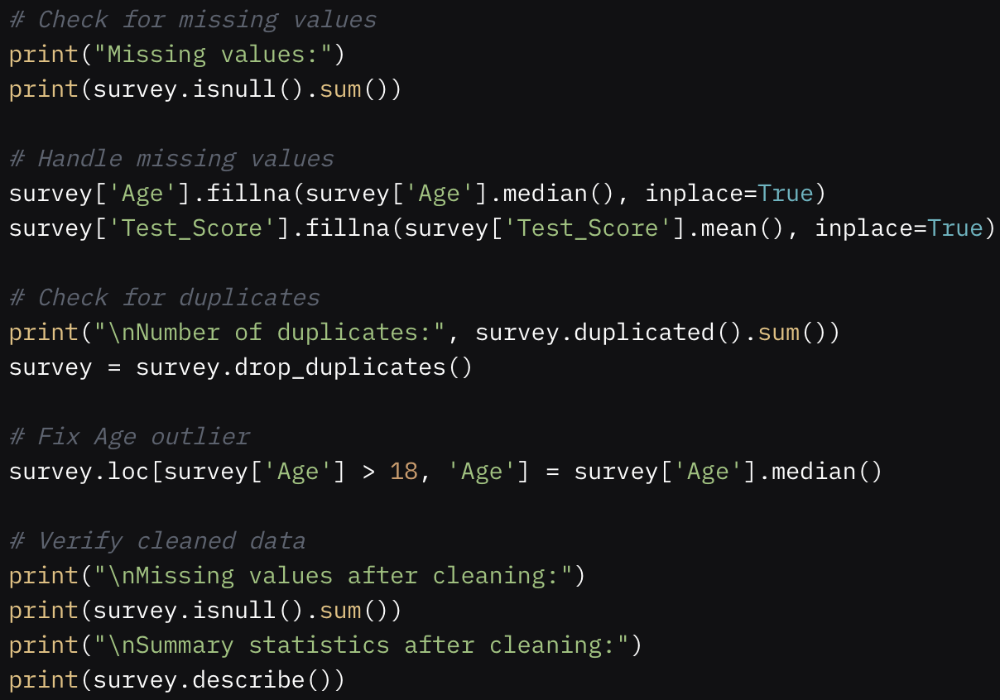 # Check for missing values
print("Missing values:")
print(survey.isnull().sum())
# Handle missing values
survey['Age'].fillna(survey['Age'].median(), inplace=True)
survey['Test_Score'].fillna(survey['Test_Score'].mean(), inplace=True)
# Check for duplicates
print("\nNumber of duplicates:", survey.duplicated().sum())
survey = survey.drop_duplicates()
# Fix Age outlier
survey.loc[survey['Age'] > 18, 'Age'] = survey['Age'].median()
# Verify cleaned data
print("\nMissing values after cleaning:")
print(survey.isnull().sum())
print("\nSummary statistics after cleaning:")
print(survey.describe())